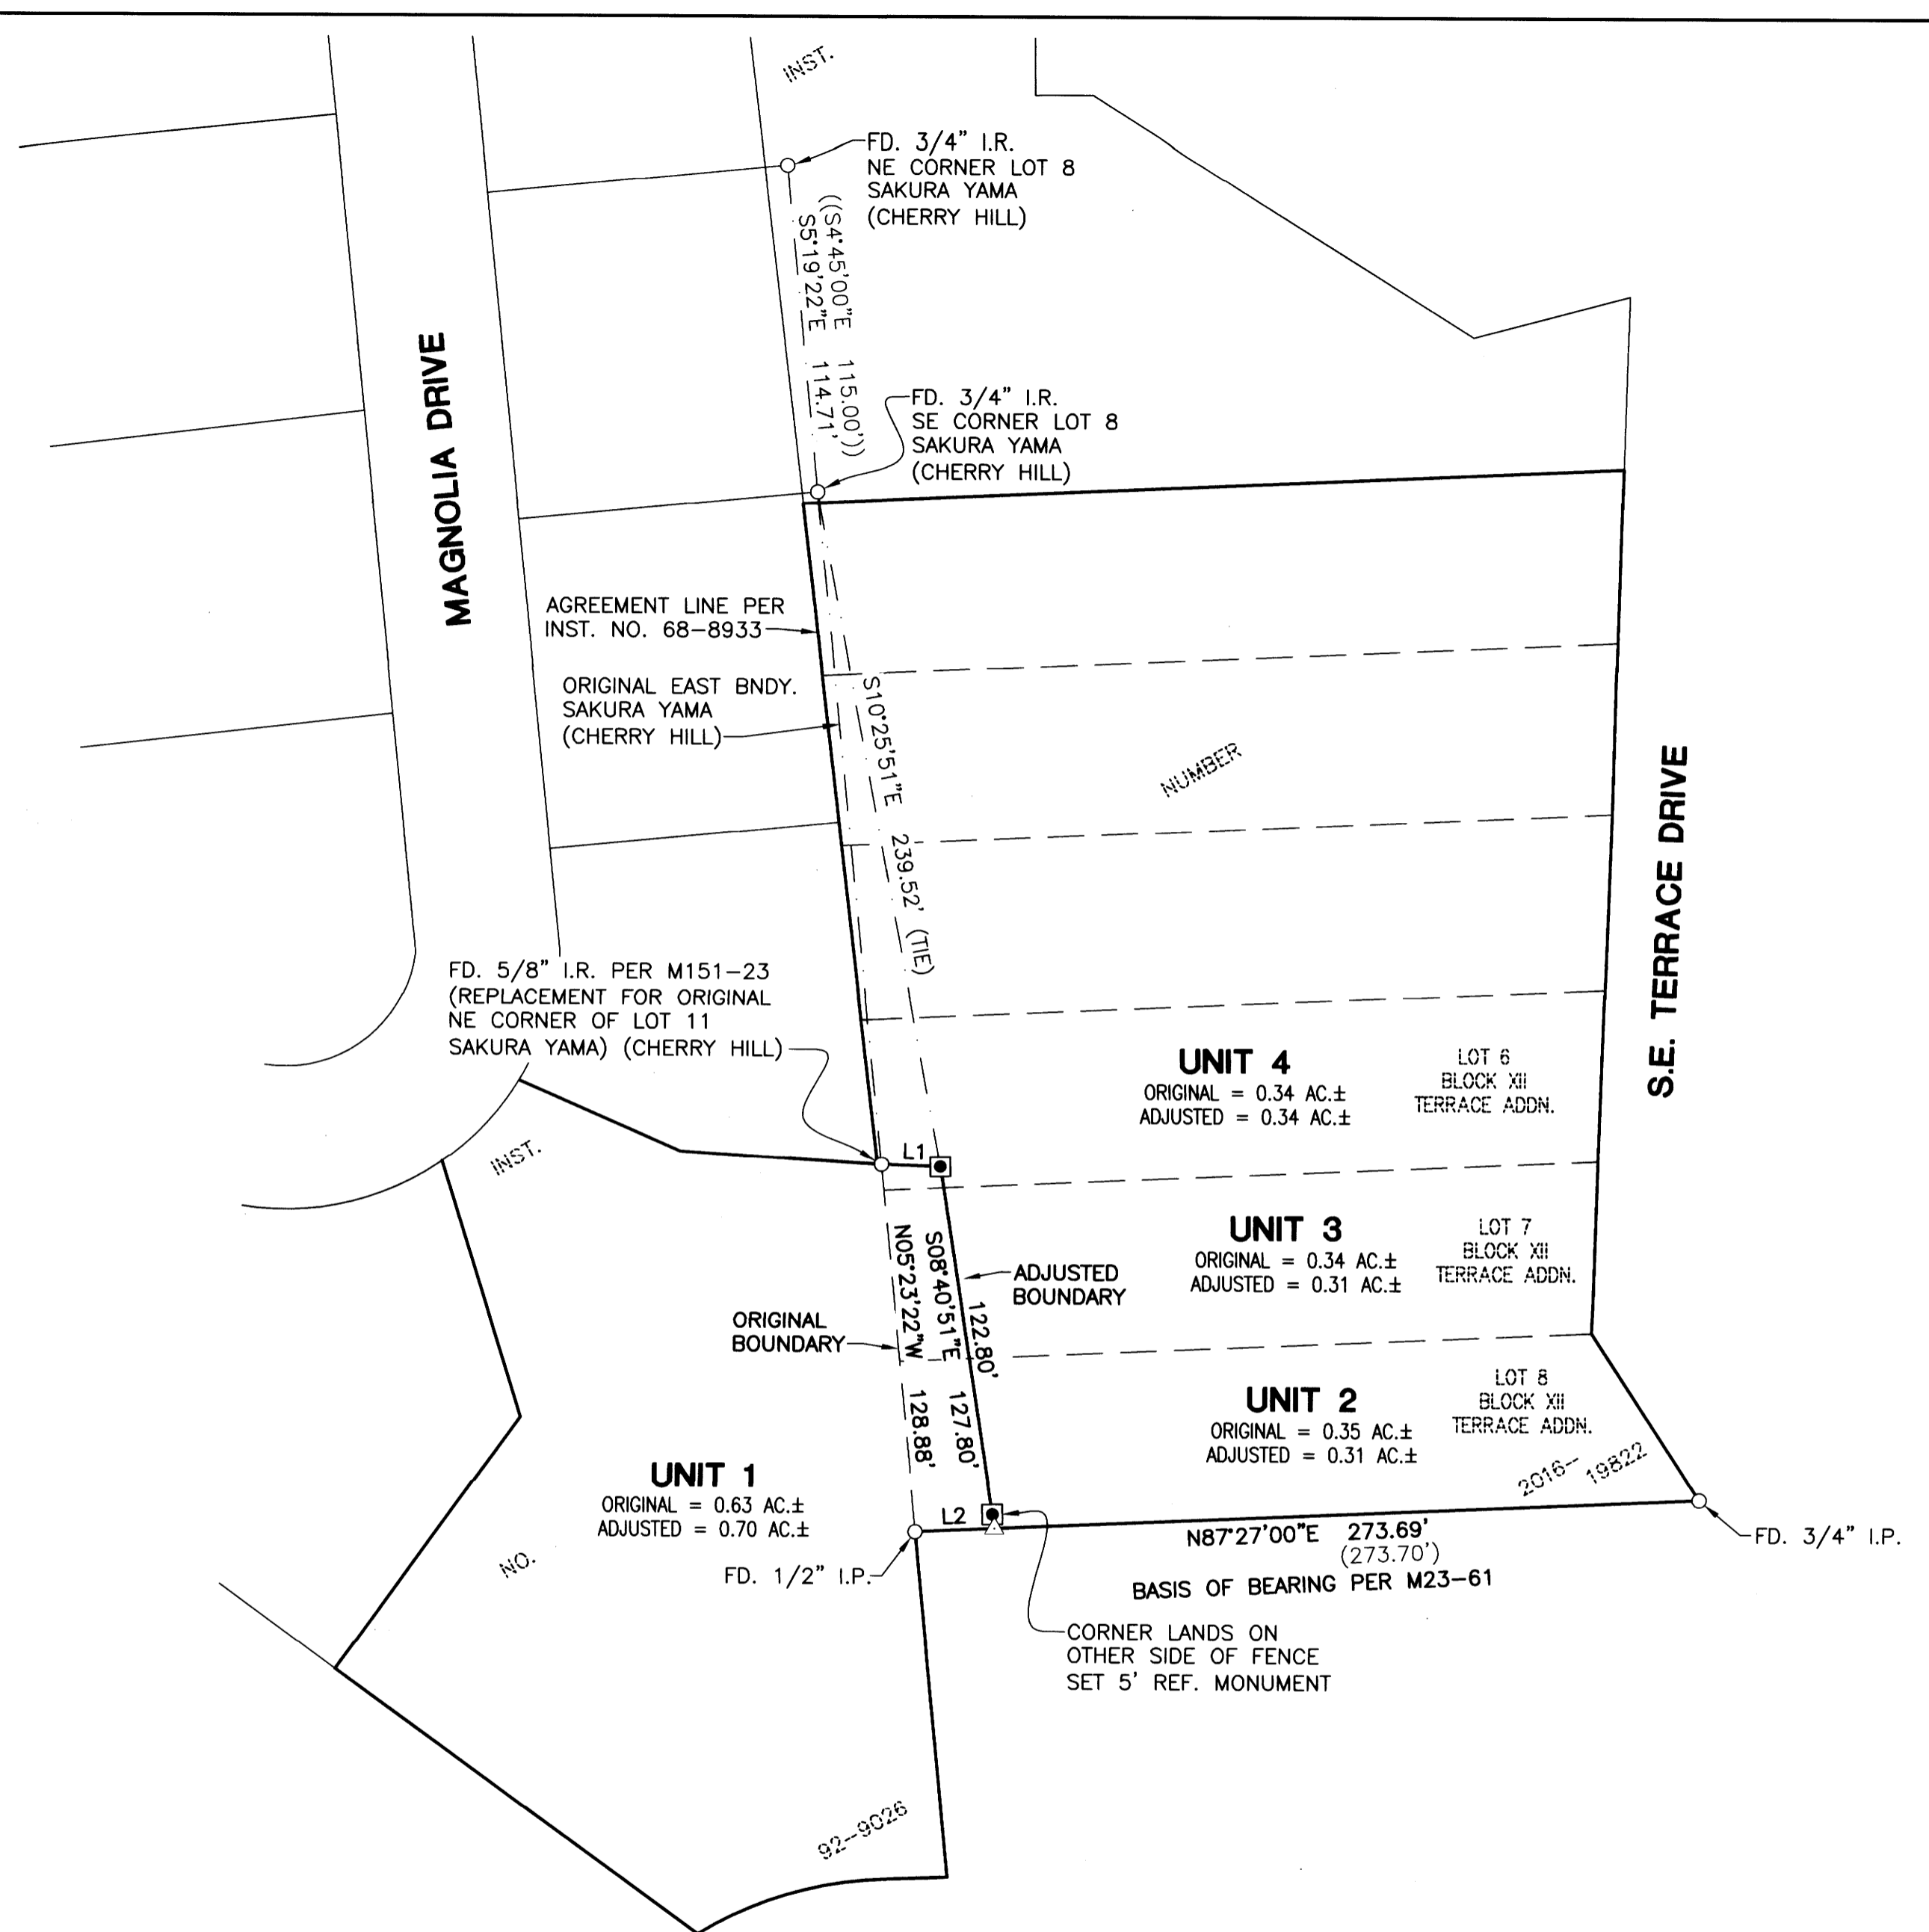 INST.
FD. 3/4" I.R.
NE CORNER LOT 8
SAKURA YAMA
(CHERRY HILL)
((S4°45'00"E 115.00'))
S5°19'22"E 114.71'
MAGNOLIA DRIVE
FD. 3/4" I.R.
SE CORNER LOT 8
SAKURA YAMA
(CHERRY HILL)
AGREEMENT LINE PER
INST. NO. 68-8933
ORIGINAL EAST BNDY.
SAKURA YAMA
(CHERRY HILL)
S10°25'51"E 239.52' (TIE)
NUMBER
S.E. TERRACE DRIVE
FD. 5/8" I.R. PER M151-23
(REPLACEMENT FOR ORIGINAL
NE CORNER OF LOT 11
SAKURA YAMA) (CHERRY HILL)
UNIT 4
ORIGINAL = 0.34 AC.±
ADJUSTED = 0.34 AC.±
LOT 6
BLOCK XII
TERRACE ADDN.
INST.
L1
UNIT 3
ORIGINAL = 0.34 AC.±
ADJUSTED = 0.31 AC.±
LOT 7
BLOCK XII
TERRACE ADDN.
N05°23'22"W 128.88'
S08°40'51"E 127.80'
122.80'
ADJUSTED
BOUNDARY
ORIGINAL
BOUNDARY
UNIT 2
ORIGINAL = 0.35 AC.±
ADJUSTED = 0.31 AC.±
LOT 8
BLOCK XII
TERRACE ADDN.
2016--19822
UNIT 1
ORIGINAL = 0.63 AC.±
ADJUSTED = 0.70 AC.±
L2
NO.
FD. 1/2" I.P.
N87°27'00"E 273.69'
(273.70')
BASIS OF BEARING PER M23-61
FD. 3/4" I.P.
CORNER LANDS ON
OTHER SIDE OF FENCE
SET 5' REF. MONUMENT
92--9026